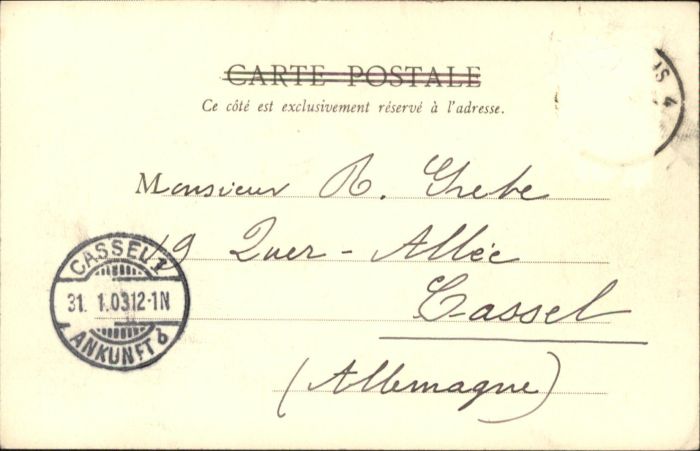 CARTE POSTALE
Ce côté est exclusivement réservé à l'adresse.
Monsieur R. Grebe
19 Quer-Allée
Cassel
(Allemagne)
CASSEL 1
31. 1.03 12-1N
ANKUNFT